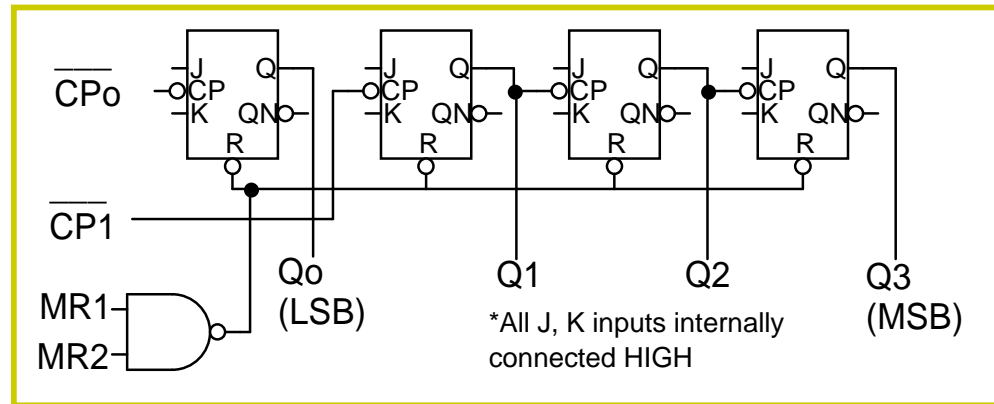 J Q J Q J Q J Q
CPo CP CP CP CP
K QN K QN K QN K QN
R R R R
CP1
Qo Q1 Q2 Q3
(LSB) (MSB)
MR1
MR2
*All J, K inputs internally
connected HIGH